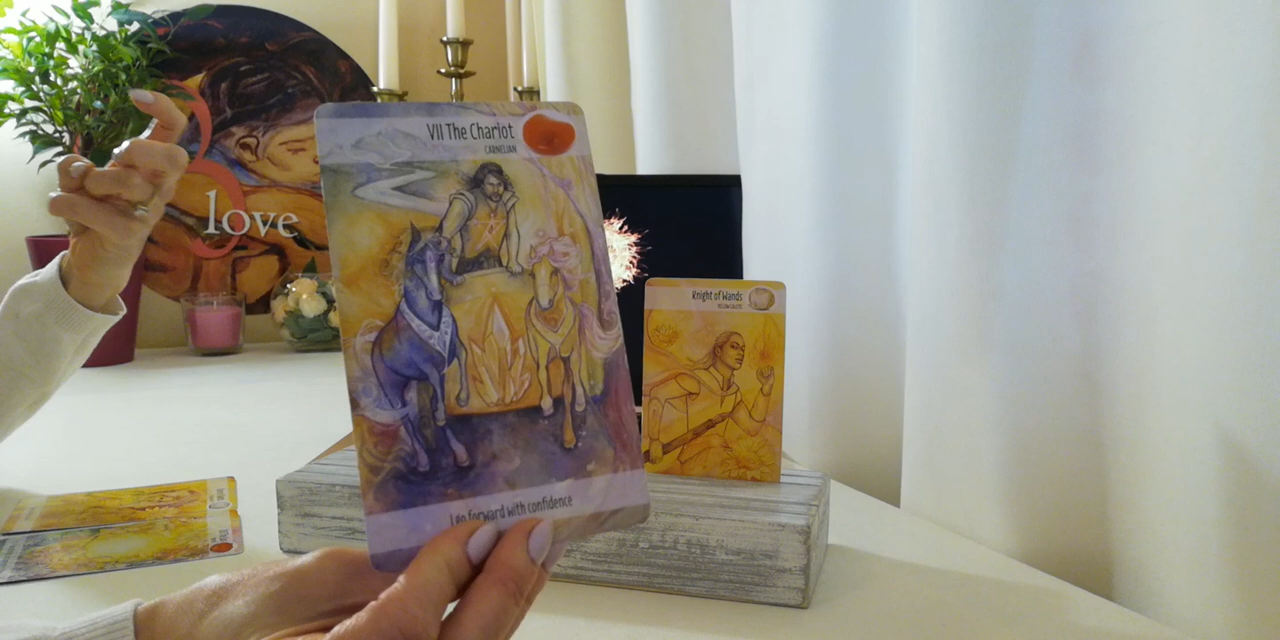 VII The Chariot
CARNELIAN
love
Knight of Wands
I go forward with confidence